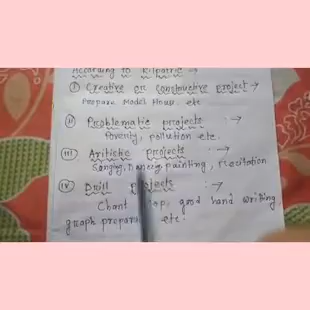 According to Kilpatric →
(i) Creative or constructive project →
Prepare Model House. etc
ii) Problematic projects :→
Poverty, pollution etc.
iii) Aritistic projects :→
Singing, Dancing, painting, Recitation
iv) Drill projects :→
Chant good hand writing
graph etc.